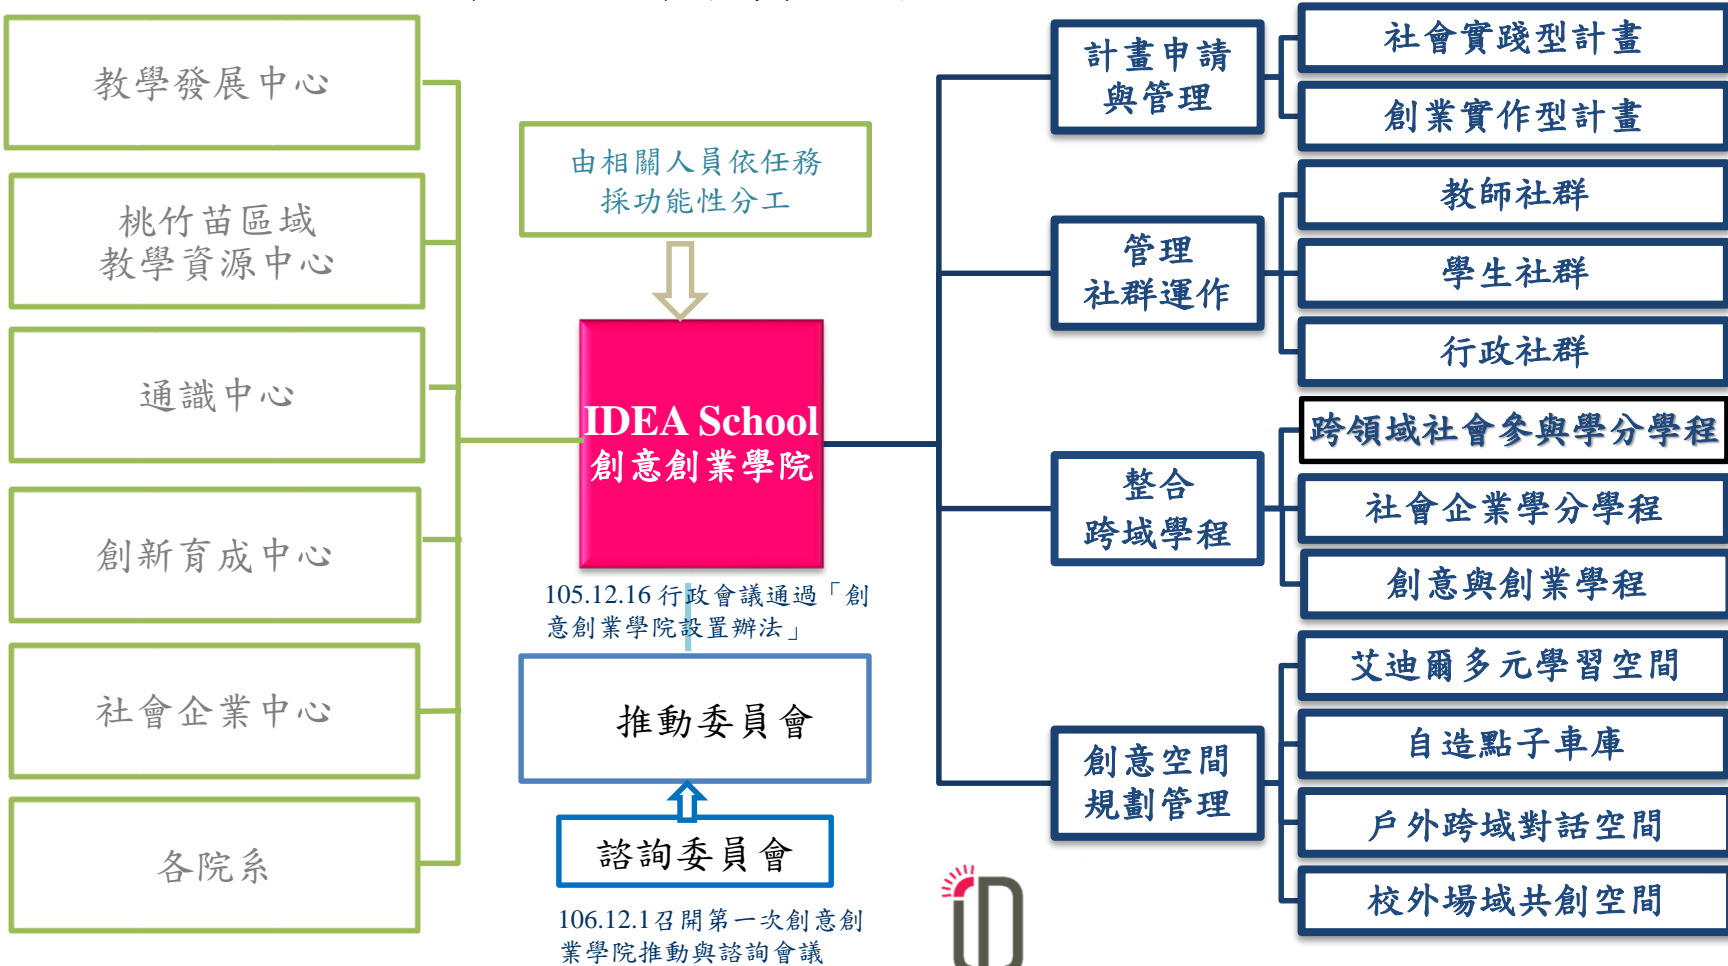 教學發展中心
桃竹苗區域
教學資源中心
通識中心
創新育成中心
社會企業中心
各院系
由相關人員依任務
採功能性分工
IDEA School
創意創業學院
105.12.16 行政會議通過「創
意創業學院設置辦法」
推動委員會
諮詢委員會
106.12.1召開第一次創意創
業學院推動與諮詢會議
計畫申請
與管理
社會實踐型計畫
創業實作型計畫
管理
社群運作
教師社群
學生社群
行政社群
整合
跨域學程
跨領域社會參與學分學程
社會企業學分學程
創意與創業學程
創意空間
規劃管理
艾迪爾多元學習空間
自造點子車庫
戶外跨域對話空間
校外場域共創空間